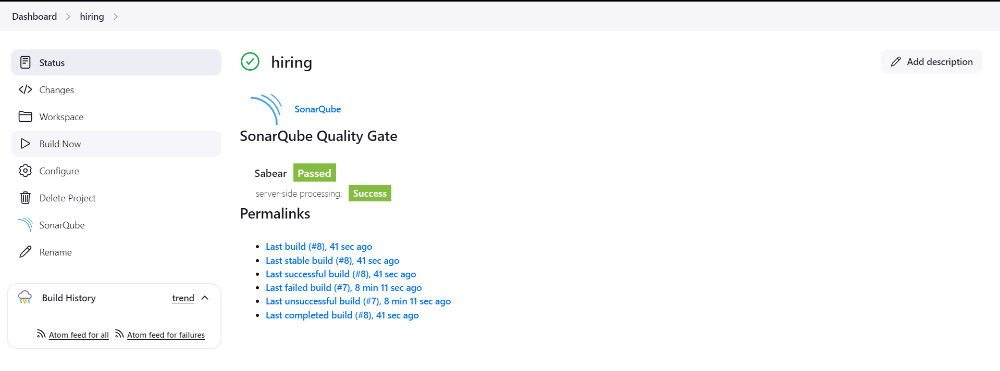 Dashboard
hiring
Status
Changes
Workspace
Build Now
Configure
Delete Project
SonarQube
Rename
Build History
trend
Atom feed for all
Atom feed for failures
hiring
Add description
SonarQube
SonarQube Quality Gate
Sabear Passed
server-side processing: Success
Permalinks
Last build (#8), 41 sec ago
Last stable build (#8), 41 sec ago
Last successful build (#8), 41 sec ago
Last failed build (#7), 8 min 11 sec ago
Last unsuccessful build (#7), 8 min 11 sec ago
Last completed build (#8), 41 sec ago